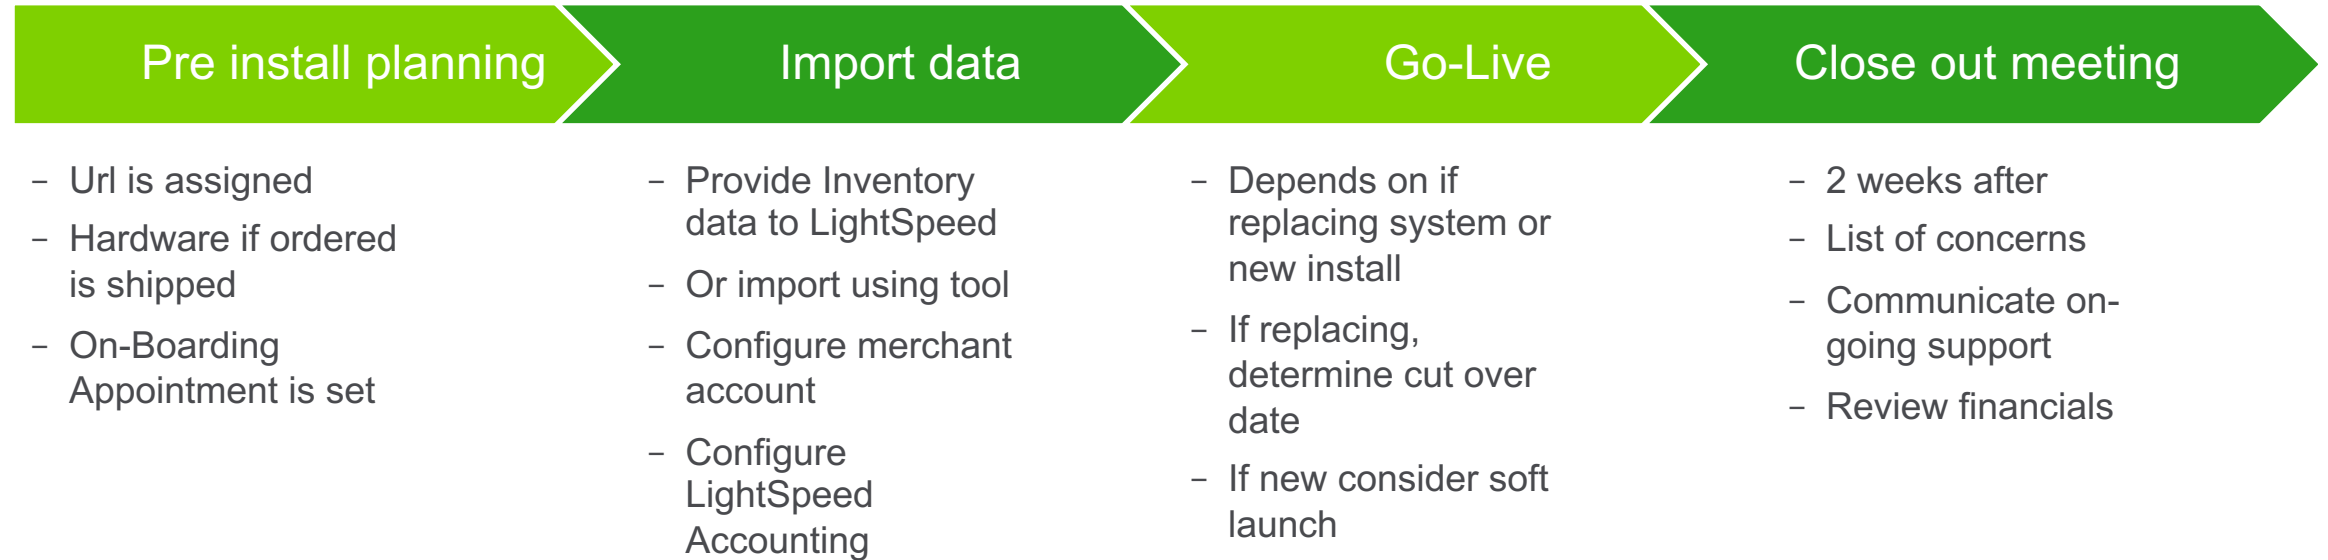 Pre install planning
Import data
Go-Live
Close out meeting
– Url is assigned
– Hardware if ordered
is shipped
– On-Boarding
Appointment is set
– Provide Inventory
data to LightSpeed
– Or import using tool
– Configure merchant
account
– Configure
LightSpeed
Accounting
– Depends on if
replacing system or
new install
– If replacing,
determine cut over
date
– If new consider soft
launch
– 2 weeks after
– List of concerns
– Communicate on-
going support
– Review financials